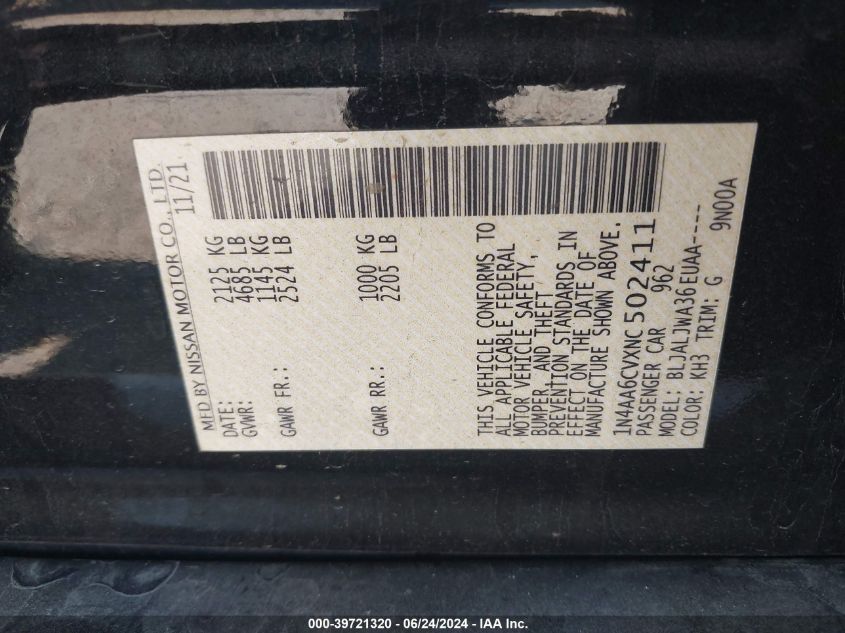 MFD BY NISSAN MOTOR CO., LTD.
DATE: 11/21
GVWR: 2125 KG
4685 LB
GAWR FR.: 1145 KG
2524 LB
GAWR RR.: 1000 KG
2205 LB
THIS VEHICLE CONFORMS TO
ALL APPLICABLE FEDERAL
MOTOR VEHICLE SAFETY,
BUMPER, AND THEFT
PREVENTION STANDARDS IN
EFFECT ON THE DATE OF
MANUFACTURE SHOWN ABOVE.
1N4AA6CVXNC502411
PASSENGER CAR 962
MODEL: BLJALJWA36EUAA----
COLOR: KH3 TRIM: G 9N00A
000-39721320 - 06/24/2024 - IAA Inc.